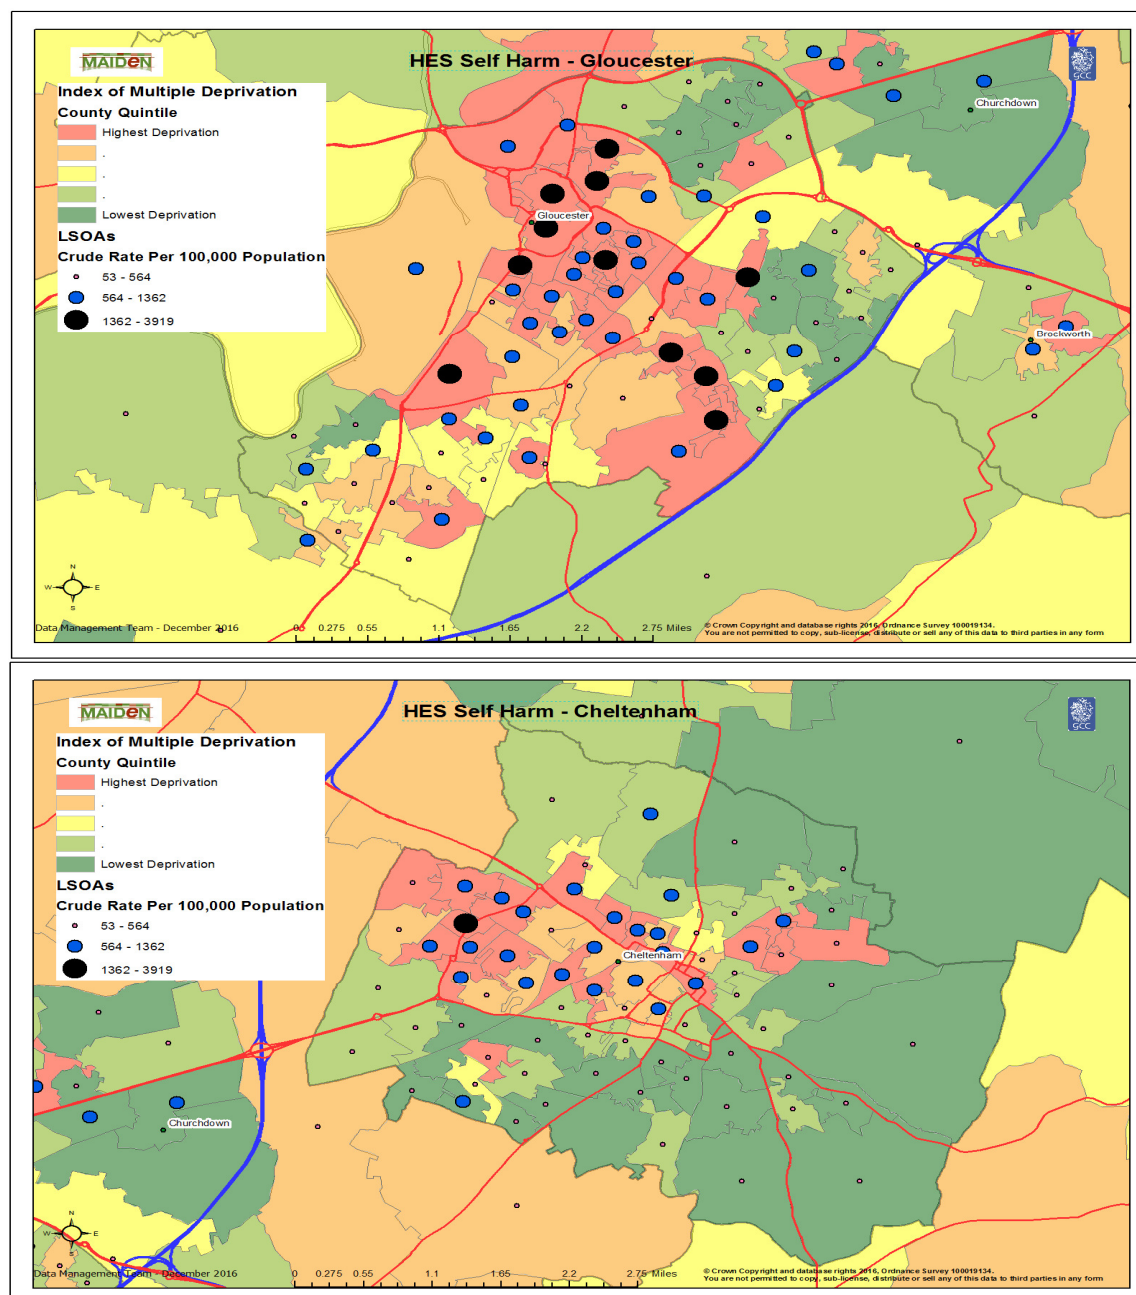 HES Self Harm - Gloucester
MAIDeN
GCC
Index of Multiple Deprivation
County Quintile
Highest Deprivation
.
.
.
Lowest Deprivation
LSOAs
Crude Rate Per 100,000 Population
53 - 564
564 - 1362
1362 - 3919
Churchdown
Gloucester
Brockworth
N
W E
S
Data Management Team - December 2016
0 0.275 0.55 1.1 1.65 2.2 2.75 Miles
© Crown Copyright and database rights 2016, Ordnance Survey 100019134.
You are not permitted to copy, sub-license, distribute or sell any of this data to third parties in any form
HES Self Harm - Cheltenham
MAIDeN
GCC
Index of Multiple Deprivation
County Quintile
Highest Deprivation
.
.
.
Lowest Deprivation
LSOAs
Crude Rate Per 100,000 Population
53 - 564
564 - 1362
1362 - 3919
Cheltenham
Churchdown
N
W E
S
Data Management Team - December 2016
0 0.275 0.55 1.1 1.65 2.2 2.75 Miles
© Crown Copyright and database rights 2016, Ordnance Survey 100019134.
You are not permitted to copy, sub-license, distribute or sell any of this data to third parties in any form